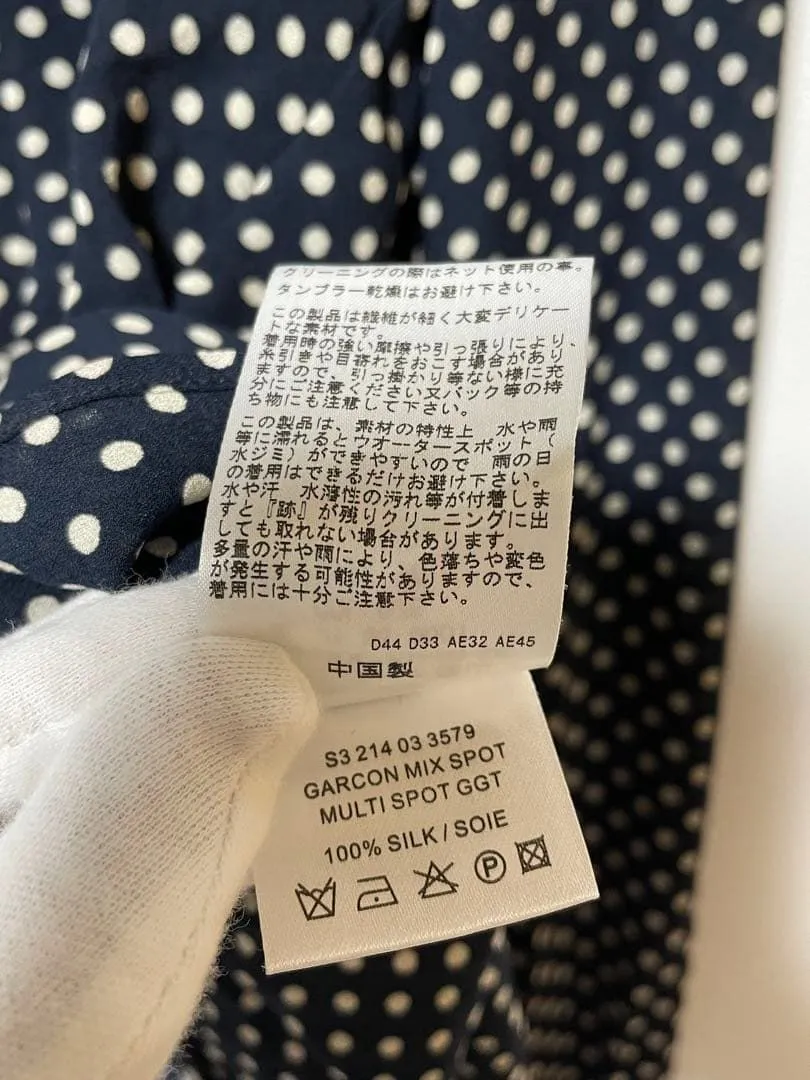 クリーニングの際はネット使用の事。
タンブラー乾燥はお避け下さい。
この製品は繊維が細く大変デリケー
トな素材です。
着用時の強い摩擦や引っ張りにより、
糸引きや目寄れをおこす場合があり
ますので、引っ掛かり等ない様に充
分にご注意ください又バック等の持
ち物にも注意して下さい。
この製品は、素材の特性上 水や雨
等に濡れるとウオータースポット(
水ジミ)ができやすいので 雨の日
の着用はできるだけお避け下さい。
水や汗 水溶性の汚れ等が付着しま
すと『跡』が残りクリーニングに出
しても取れない場合があります。
多量の汗や雨により、色落ちや変色
が発生する可能性がありますので、
着用には十分ご注意下さい。
D44 D33 AE32 AE45
中国製
S3 214 03 3579
GARCON MIX SPOT
MULTI SPOT GGT
100% SILK / SOIE
P